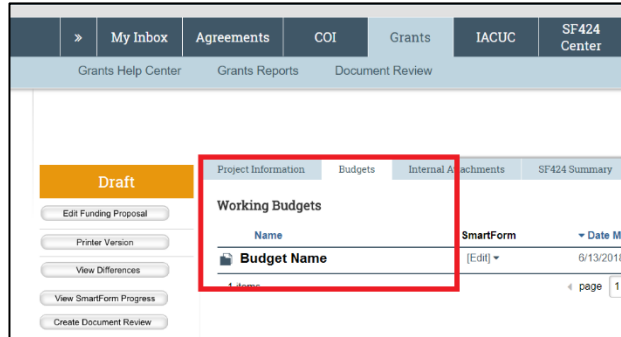 » My Inbox Agreements COI Grants IACUC SF424 Center
Grants Help Center Grants Reports Document Review
Draft
Edit Funding Proposal
Printer Version
View Differences
View SmartForm Progress
Create Document Review
Project Information Budgets Internal Attachments SF424 Summary
Working Budgets
Name SmartForm Date M
Budget Name [Edit] 6/13/2018
1 items page 1